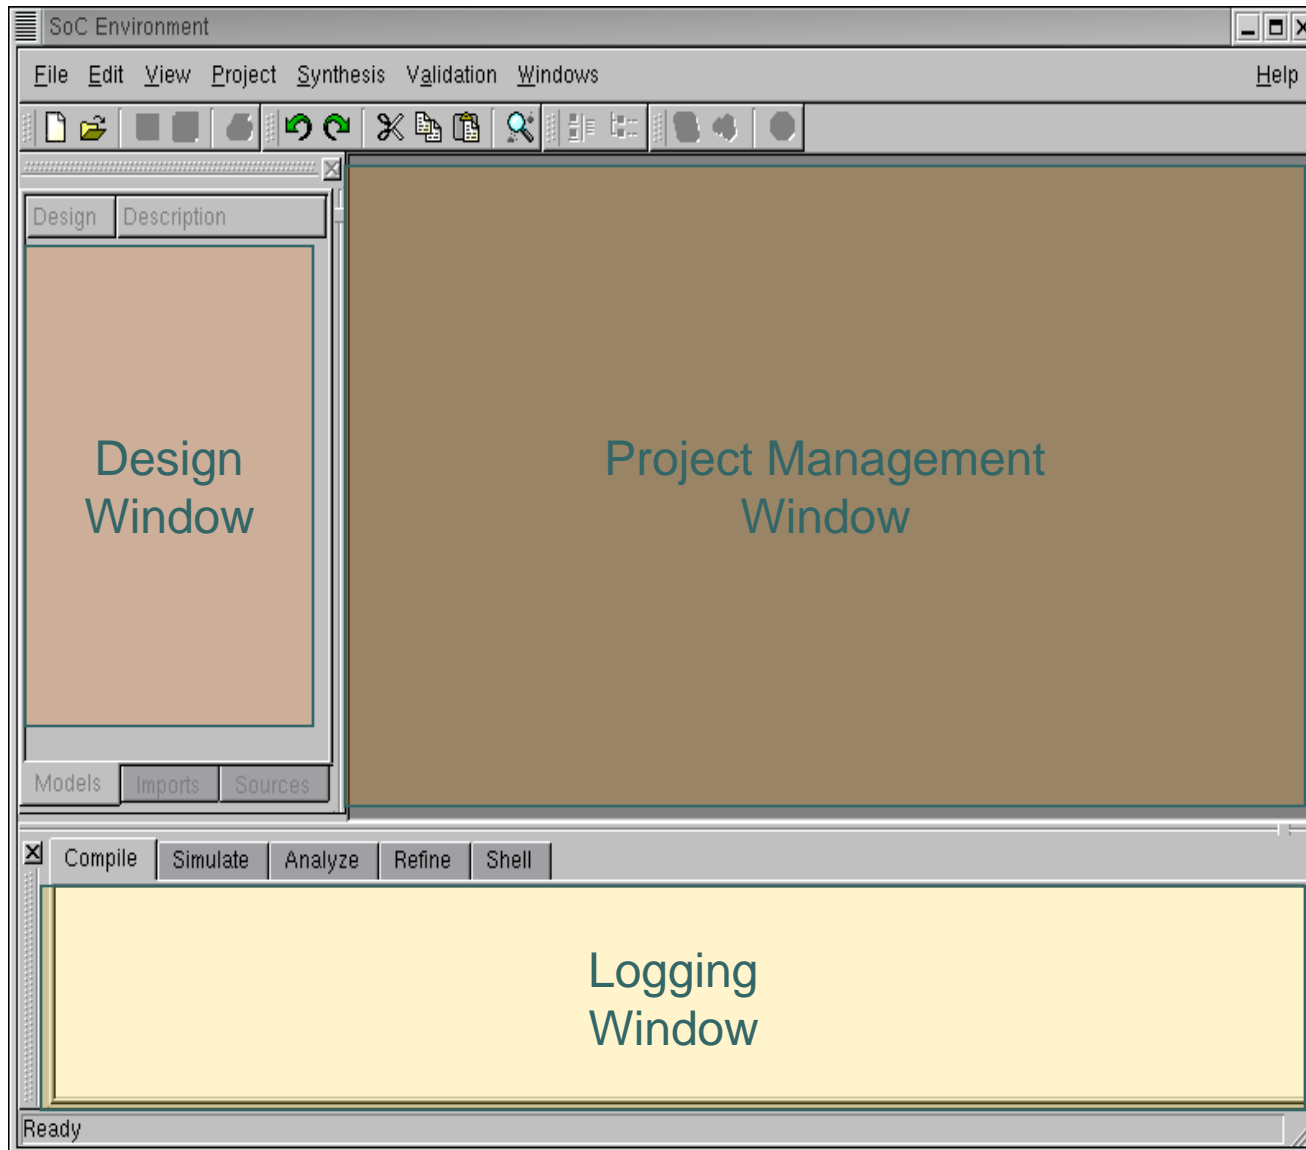 SoC Environment
File Edit View Project Synthesis Validation Windows Help
Design Description
Design
Window
Project Management
Window
Models Imports Sources
Compile Simulate Analyze Refine Shell
Logging
Window
Ready